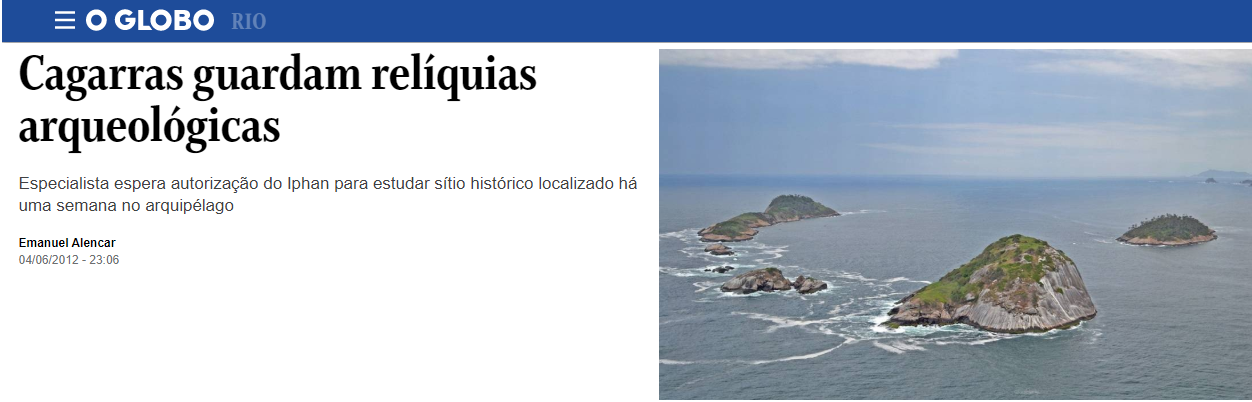 O GLOBO RIO
Cagarras guardam relíquias
arqueológicas
Especialista espera autorização do Iphan para estudar sítio histórico localizado há
uma semana no arquipélago
Emanuel Alencar
04/06/2012 - 23:06